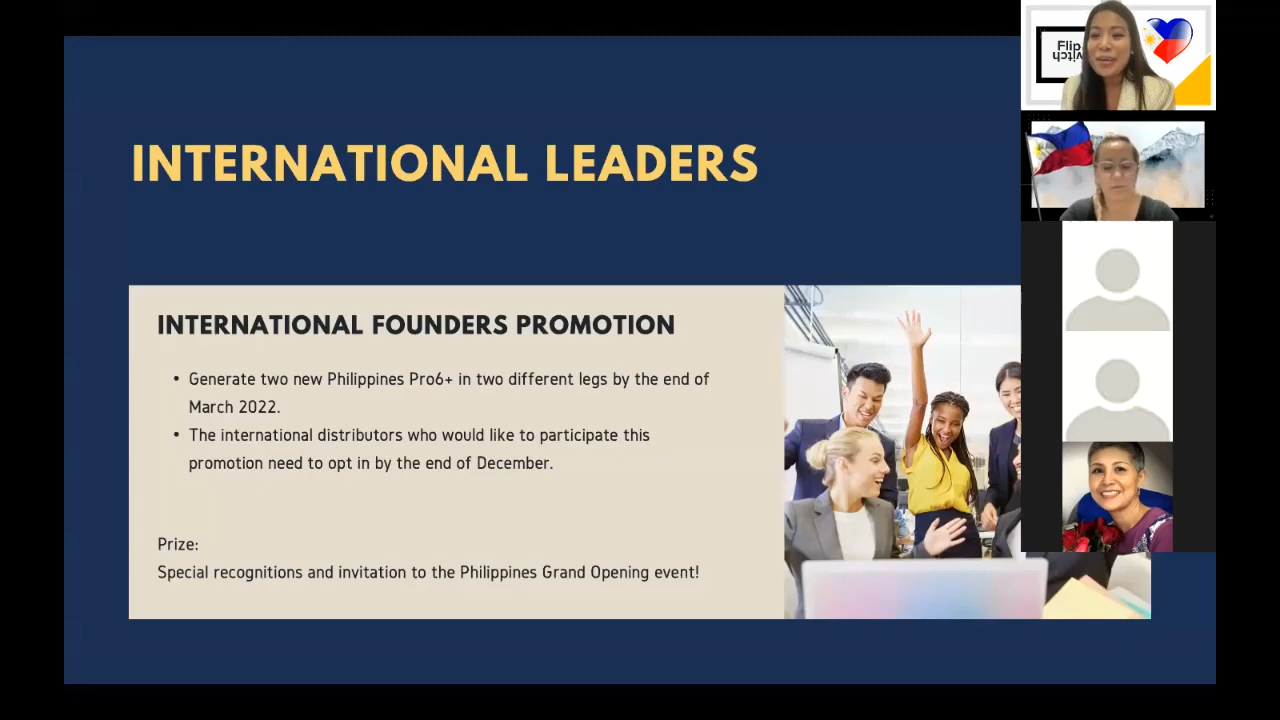 INTERNATIONAL LEADERS
INTERNATIONAL FOUNDERS PROMOTION
• Generate two new Philippines Pro6+ in two different legs by the end of
March 2022.
• The international distributors who would like to participate this
promotion need to opt in by the end of December.
Prize:
Special recognitions and invitation to the Philippines Grand Opening event!
Flip